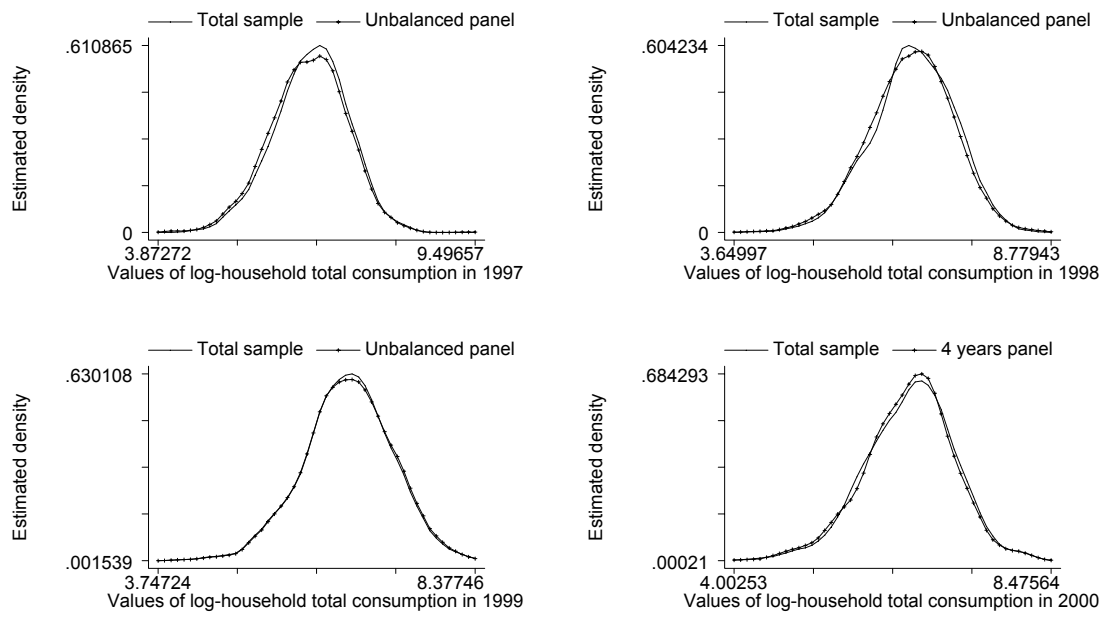 Total sample Unbalanced panel
.610865
Estimated density
0
3.87272 9.49657
Values of log-household total consumption in 1997
Total sample Unbalanced panel
.604234
Estimated density
0
3.64997 8.77943
Values of log-household total consumption in 1998
Total sample Unbalanced panel
.630108
Estimated density
.001539
3.74724 8.37746
Values of log-household total consumption in 1999
Total sample 4 years panel
.684293
Estimated density
.00021
4.00253 8.47564
Values of log-household total consumption in 2000